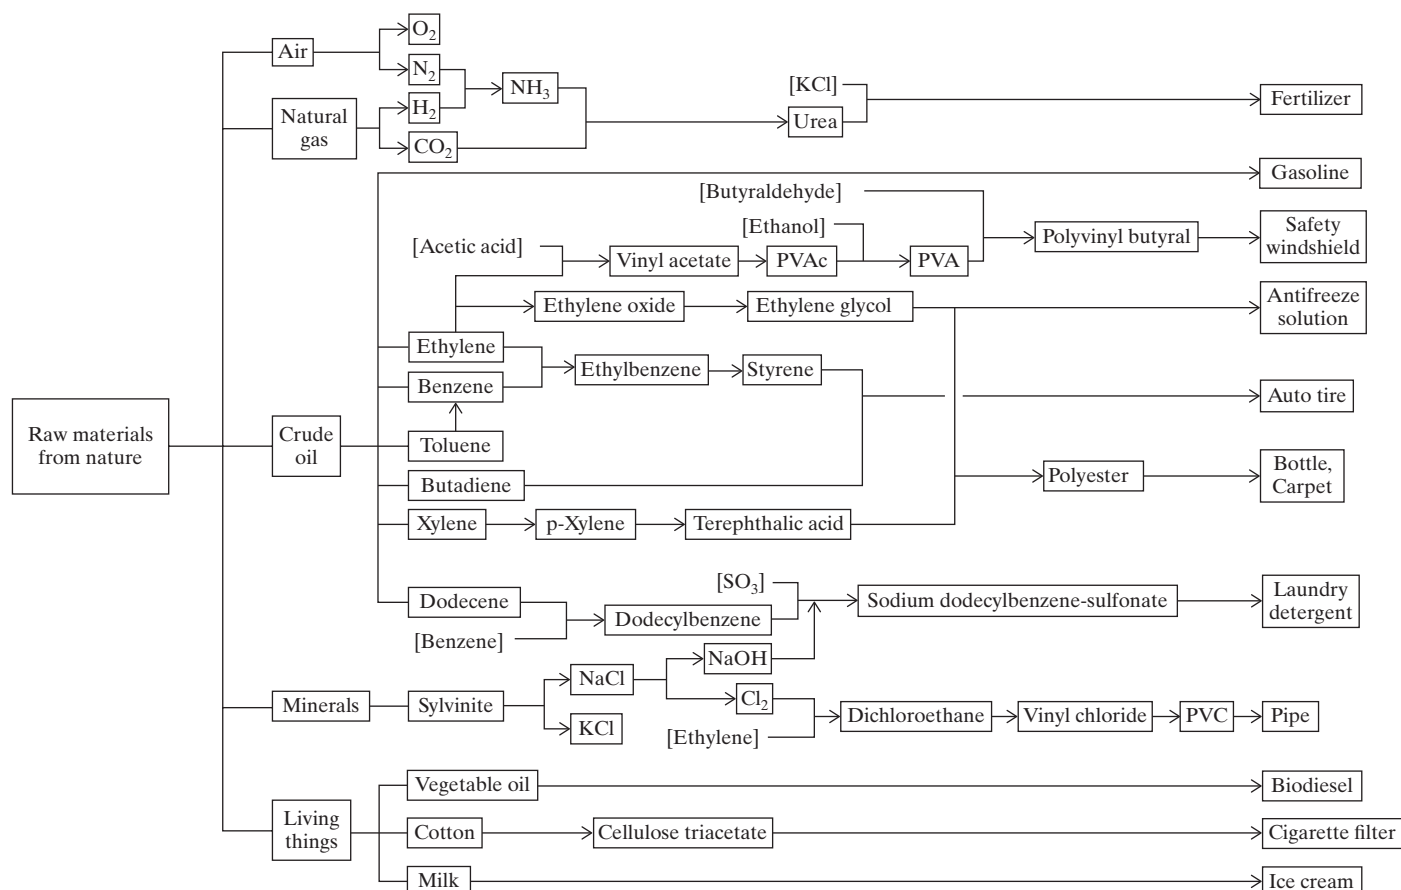 Air
O2
N2
NH3
[KCl]
Fertilizer
Natural
gas
H2
CO2
Urea
Gasoline
[Butyraldehyde]
[Ethanol]
[Acetic acid]
Vinyl acetate
PVAc
PVA
Polyvinyl butyral
Safety
windshield
Ethylene oxide
Ethylene glycol
Antifreeze
solution
Ethylene
Ethylbenzene
Styrene
Benzene
Auto tire
Raw materials
from nature
Crude
oil
Toluene
Butadiene
Polyester
Bottle,
Carpet
Xylene
p-Xylene
Terephthalic acid
[SO3]
Dodecene
Dodecylbenzene
Sodium dodecylbenzene-sulfonate
Laundry
detergent
[Benzene]
NaOH
NaCl
Minerals
Sylvinite
Cl2
KCl
[Ethylene]
Dichloroethane
Vinyl chloride
PVC
Pipe
Vegetable oil
Biodiesel
Living
things
Cotton
Cellulose triacetate
Cigarette filter
Milk
Ice cream